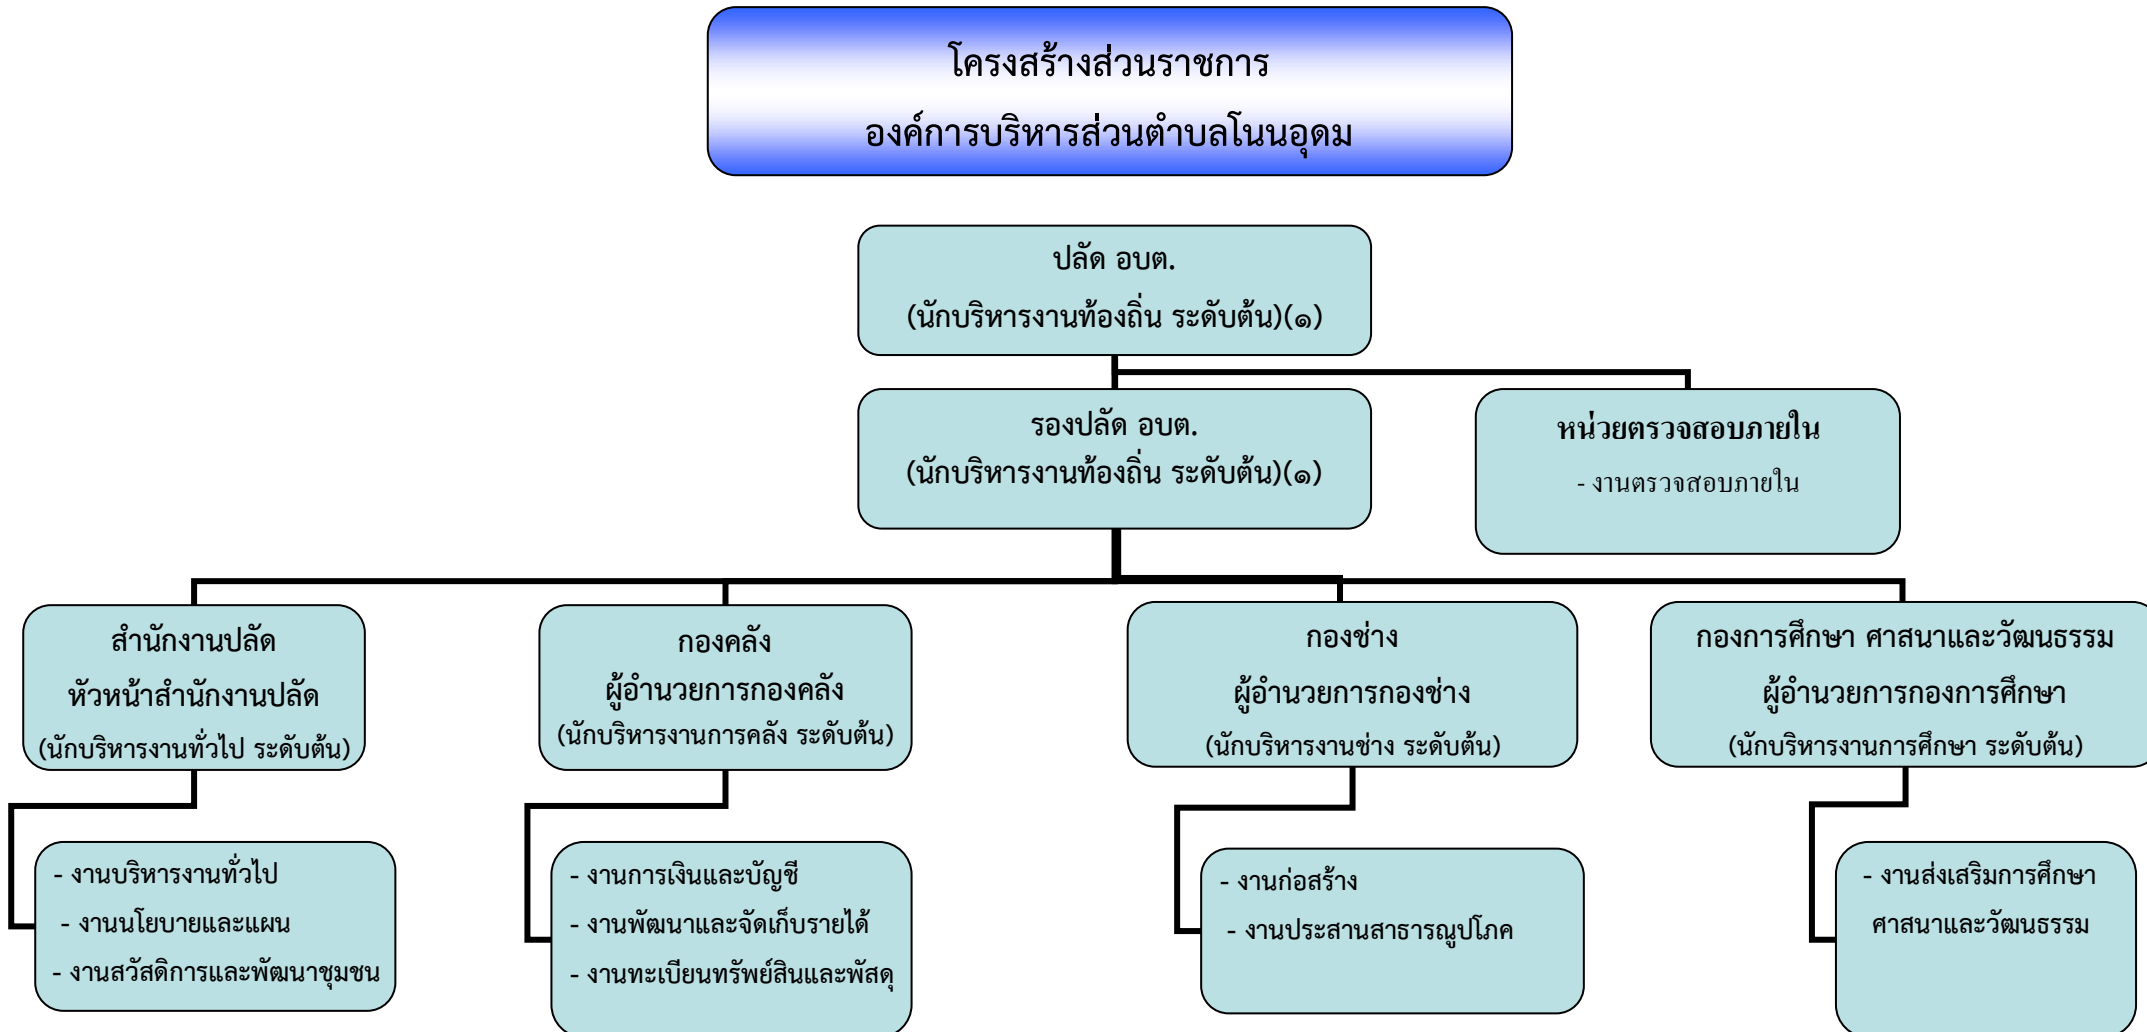 โครงสร้างส่วนราชการ
องค์การบริหารส่วนตำบลโนนอุดม
ปลัด อบต.
(นักบริหารงานท้องถิ่น ระดับต้น)(๑)
รองปลัด อบต.
(นักบริหารงานท้องถิ่น ระดับต้น)(๑)
หน่วยตรวจสอบภายใน
- งานตรวจสอบภายใน
สำนักงานปลัด
หัวหน้าสำนักงานปลัด
(นักบริหารงานทั่วไป ระดับต้น)
กองคลัง
ผู้อำนวยการกองคลัง
(นักบริหารงานการคลัง ระดับต้น)
กองช่าง
ผู้อำนวยการกองช่าง
(นักบริหารงานช่าง ระดับต้น)
กองการศึกษา ศาสนาและวัฒนธรรม
ผู้อำนวยการกองการศึกษา
(นักบริหารงานการศึกษา ระดับต้น)
- งานบริหารงานทั่วไป
- งานนโยบายและแผน
- งานสวัสดิการและพัฒนาชุมชน
- งานการเงินและบัญชี
- งานพัฒนาและจัดเก็บรายได้
- งานทะเบียนทรัพย์สินและพัสดุ
- งานก่อสร้าง
- งานประสานสาธารณูปโภค
- งานส่งเสริมการศึกษา
ศาสนาและวัฒนธรรม